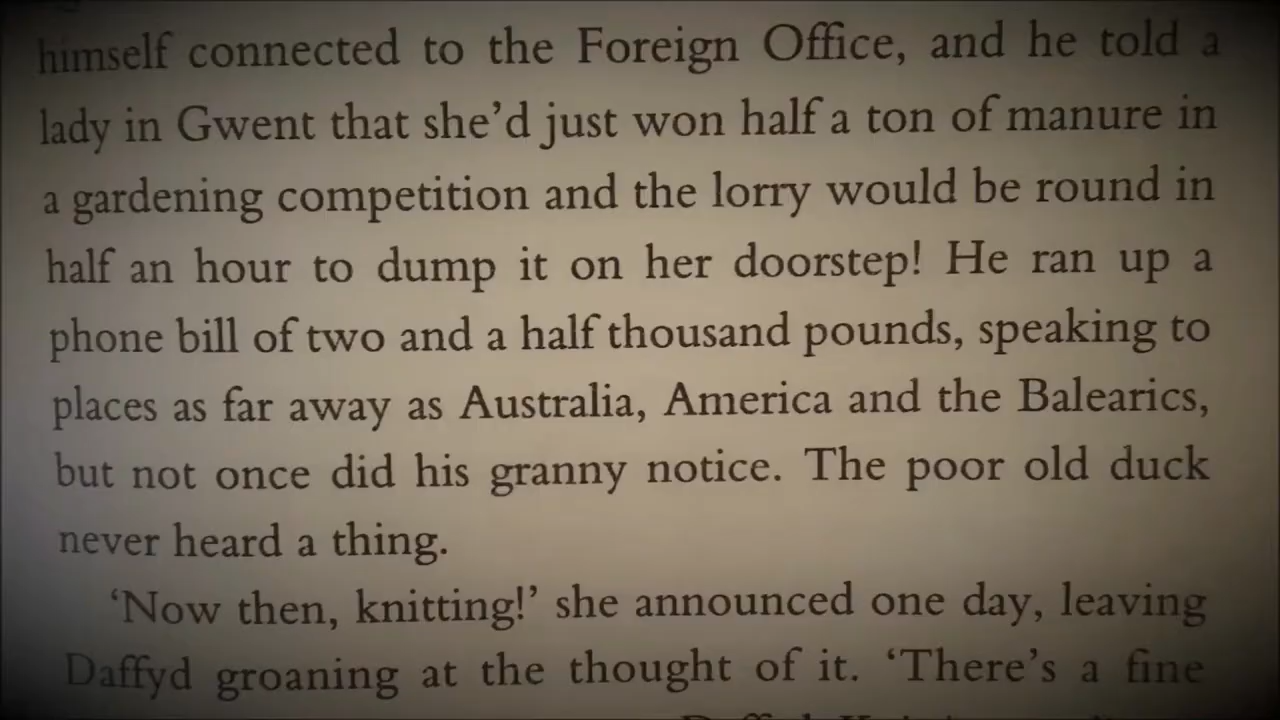 himself connected to the Foreign Office, and he told a
lady in Gwent that she’d just won half a ton of manure in
a gardening competition and the lorry would be round in
half an hour to dump it on her doorstep! He ran up a
phone bill of two and a half thousand pounds, speaking to
places as far away as Australia, America and the Balearics,
but not once did his granny notice. The poor old duck
never heard a thing.
‘Now then, knitting!’ she announced one day, leaving
Daffyd groaning at the thought of it. ‘There’s a fine